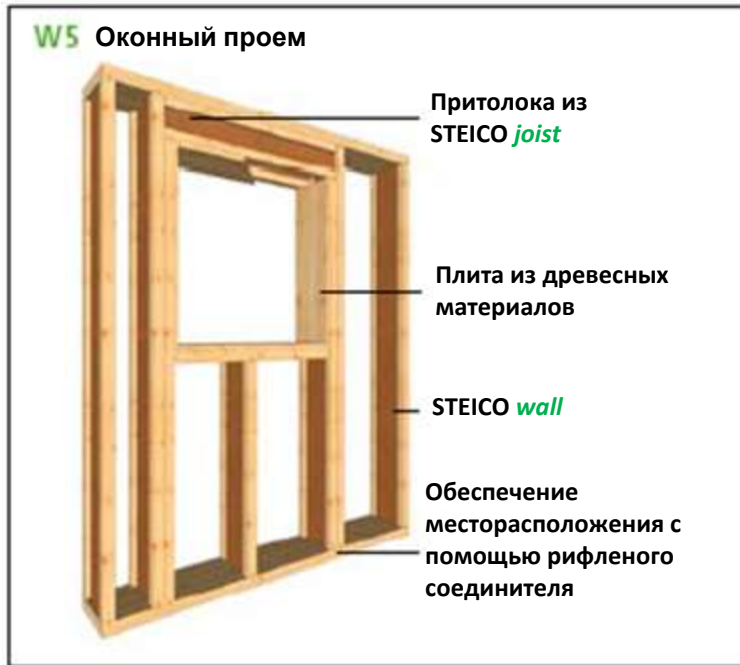 W5 Оконный проем
Притолока из
STEICO joist
Плита из древесных
материалов
STEICO wall
Обеспечение
месторасположения с
помощью рифленого
соединителя